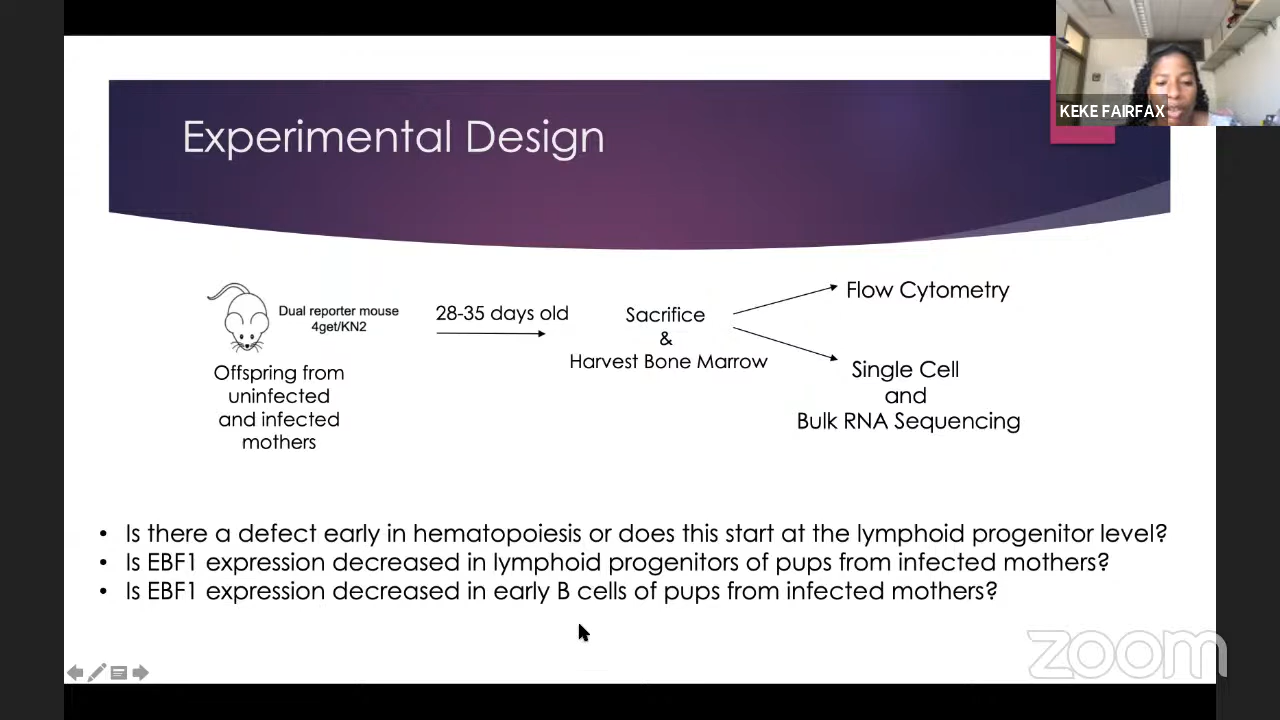 KEKE FAIRFAX
Experimental Design
Dual reporter mouse
4get/KN2
Offspring from
uninfected
and infected
mothers
28-35 days old
Sacrifice
&
Harvest Bone Marrow
Flow Cytometry
Single Cell
and
Bulk RNA Sequencing
• Is there a defect early in hematopoiesis or does this start at the lymphoid progenitor level?
• Is EBF1 expression decreased in lymphoid progenitors of pups from infected mothers?
• Is EBF1 expression decreased in early B cells of pups from infected mothers?
zoom